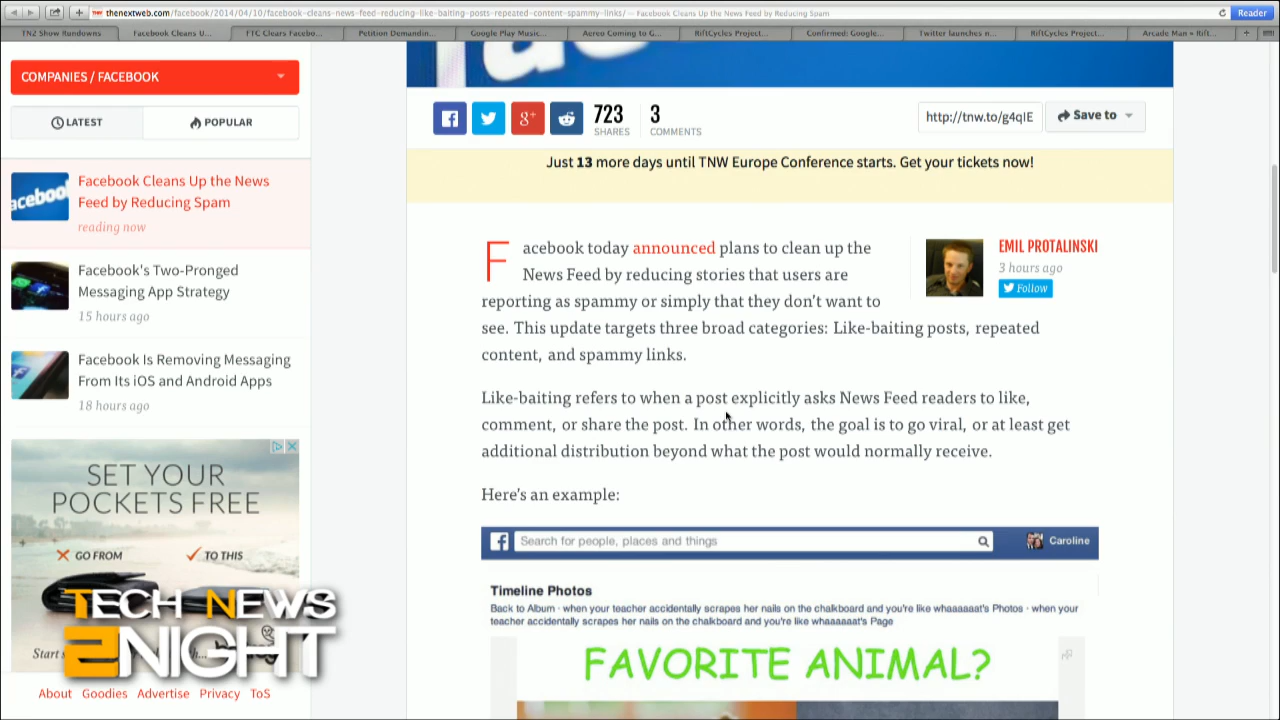 thenextweb.com/facebook/2014/04/10/facebook-cleans-news-feed-reducing-like-baiting-posts-repeated-content-spammy-links/ — Facebook Cleans Up the News Feed by Reducing Spam
Reader
TN2 Show Rundowns
Facebook Cleans U...
FTC Clears Facebo...
Petition Demandin...
Google Play Music...
Aereo Coming to G...
RiftCycles Project...
Confirmed: Google...
Twitter launches n...
RiftCycles Project...
Arcade Man « Rift...
COMPANIES / FACEBOOK
LATEST
POPULAR
Facebook Cleans Up the News
Feed by Reducing Spam
reading now
Facebook's Two-Pronged
Messaging App Strategy
15 hours ago
Facebook Is Removing Messaging
From Its iOS and Android Apps
18 hours ago
SET YOUR
POCKETS FREE
GO FROM
TO THIS
TECH NEWS
2NIGHT
About Goodies Advertise Privacy ToS
acebook
723
SHARES
3
COMMENTS
http://tnw.to/g4qIE
Save to
Just 13 more days until TNW Europe Conference starts. Get your tickets now!
Facebook today announced plans to clean up the
News Feed by reducing stories that users are
reporting as spammy or simply that they don't want to
see. This update targets three broad categories: Like-baiting posts, repeated
content, and spammy links.
EMIL PROTALINSKI
3 hours ago
Follow
Like-baiting refers to when a post explicitly asks News Feed readers to like,
comment, or share the post. In other words, the goal is to go viral, or at least get
additional distribution beyond what the post would normally receive.
Here's an example:
Search for people, places and things
Caroline
Timeline Photos
Back to Album · when your teacher accidentally scrapes her nails on the chalkboard and you're like whaaaaaat's Photos · when your
teacher accidentally scrapes her nails on the chalkboard and you're like whaaaaaat's Page
FAVORITE ANIMAL?